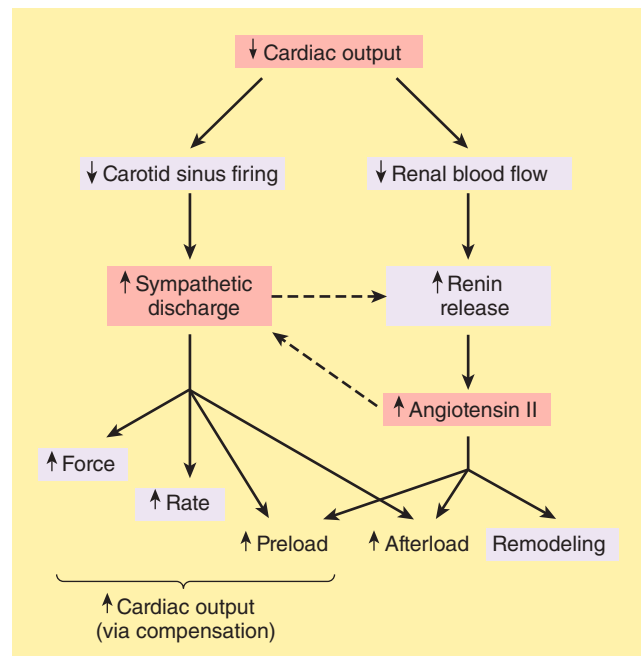 ↓ Cardiac output
↓ Carotid sinus firing
↓ Renal blood flow
↑ Sympathetic
discharge
↑ Renin
release
↑ Angiotensin II
↑ Force
↑ Rate
↑ Preload
↑ Afterload
Remodeling
↑ Cardiac output
(via compensation)